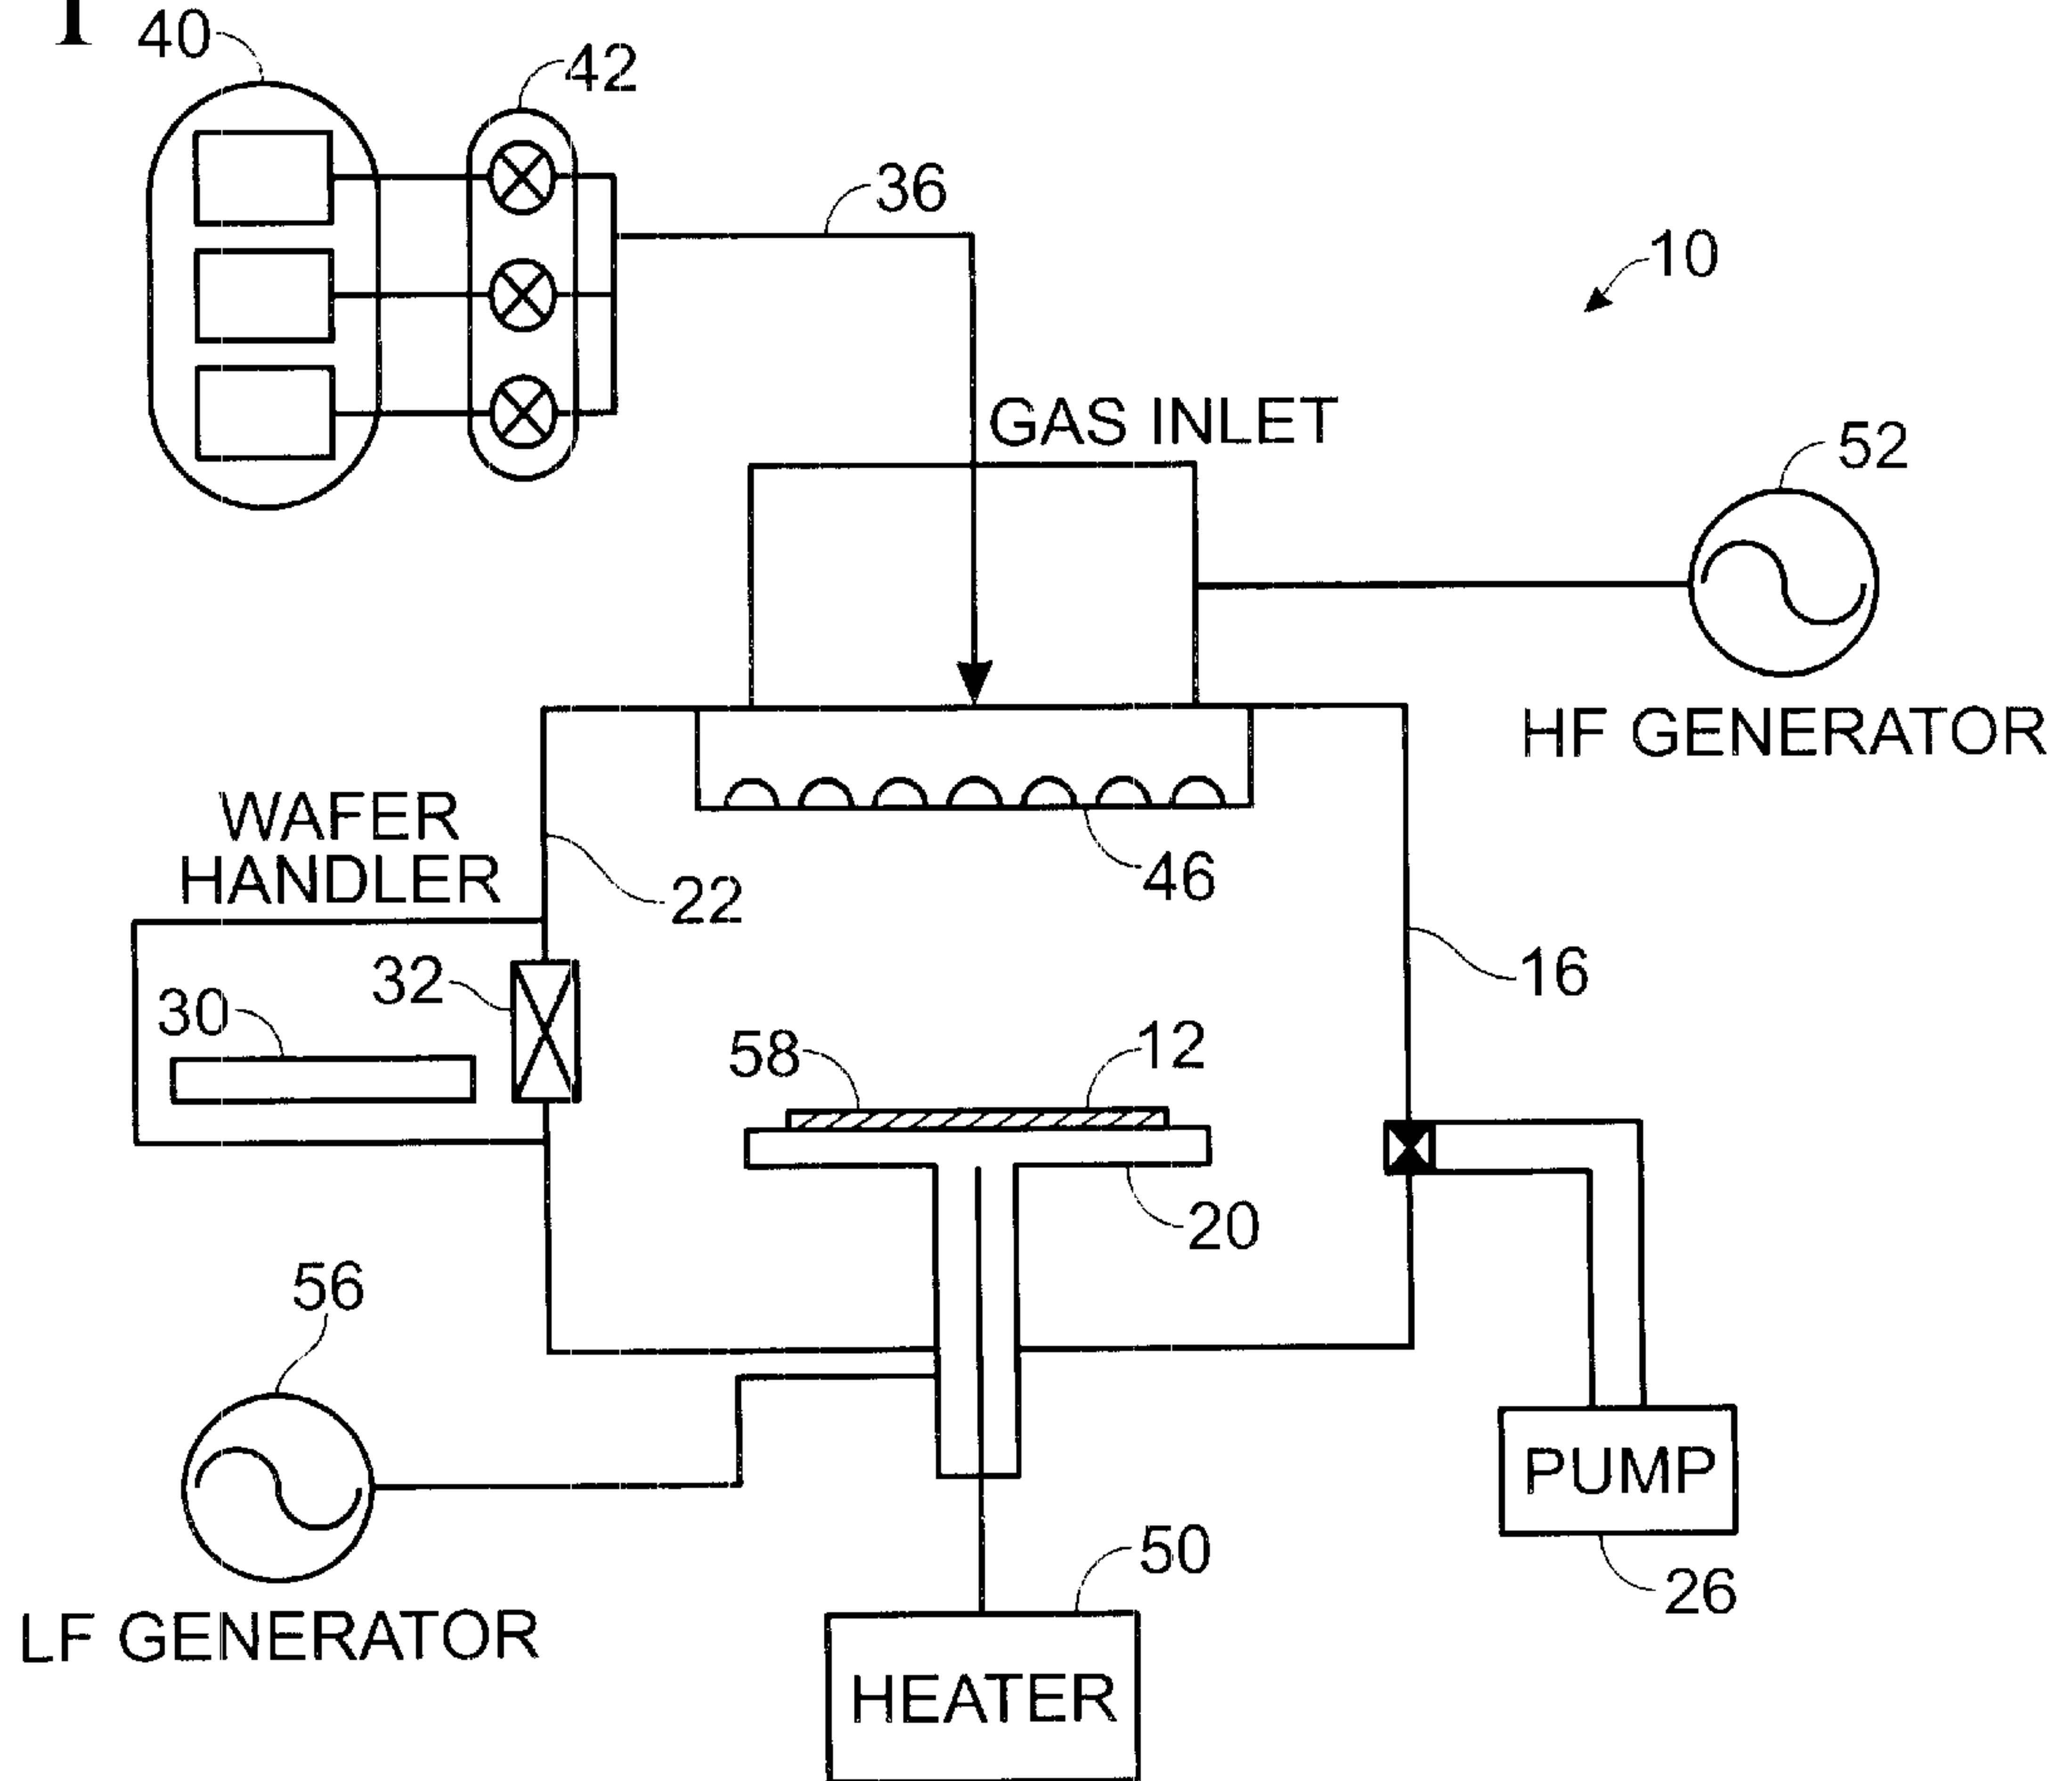 1
40
42
36
10
GAS INLET
52
HF GENERATOR
WAFER
HANDLER
22
46
16
32
30
58
12
20
56
PUMP
26
50
LF GENERATOR
HEATER